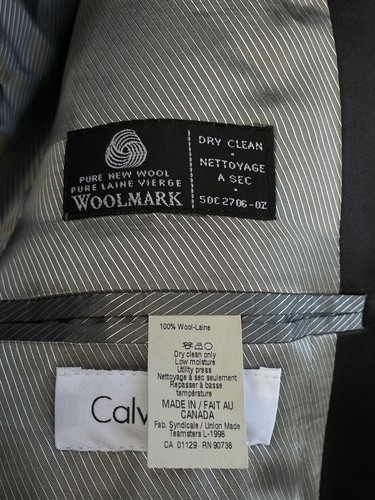 PURE NEW WOOL
PURE LAINE VIERGE
WOOLMARK
DRY CLEAN
NETTOYAGE
A SEC
50C2706-OZ
100% Wool-Laine
Dry clean only
Low moisture
Utility press
Nettoyage à sec seulement
Repasser à basse
température
MADE IN / FAIT AU
CANADA
Fab. Syndicale / Union Made
Teamsters L-1998
CA 01129 RN 90736
Calv